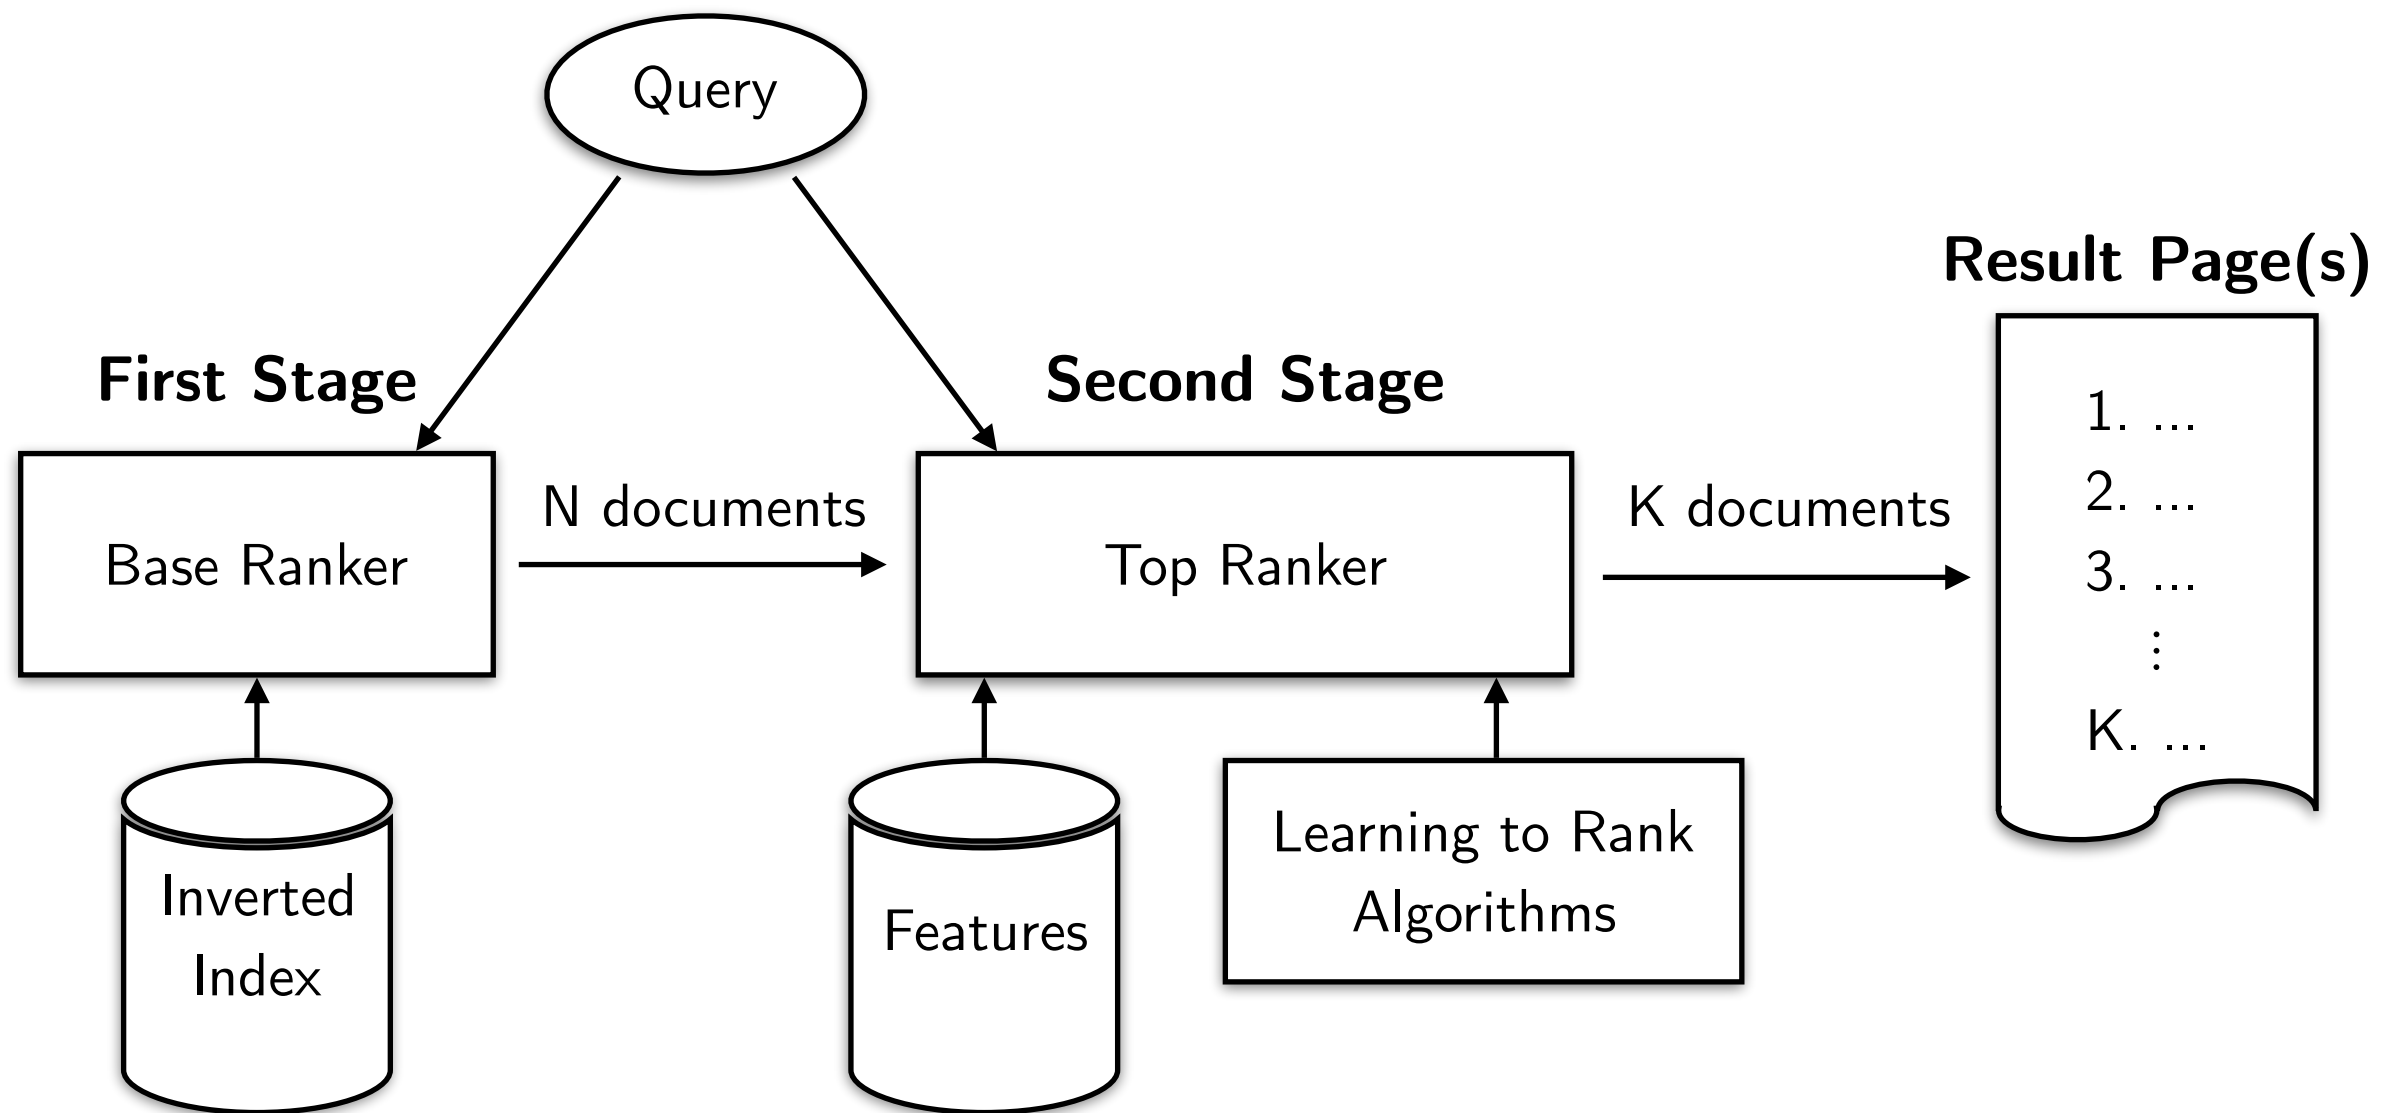 Query
Result Page(s)
First Stage
Second Stage
1. ...
2. ...
3. ...
⋮
K. ...
N documents
K documents
Base Ranker
Top Ranker
Inverted
Index
Features
Learning to Rank
Algorithms